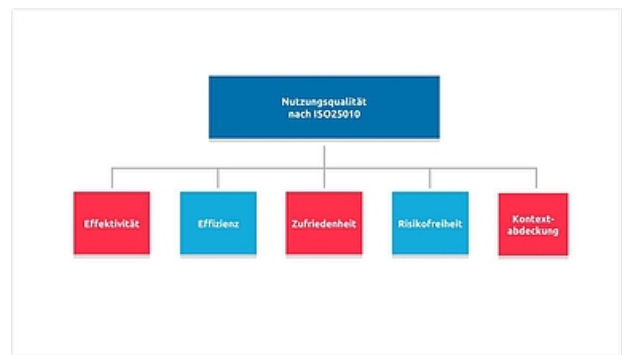 Nutzungsqualität
nach ISO25010
Effektivität
Effizienz
Zufriedenheit
Risikofreiheit
Kontext-
abdeckung